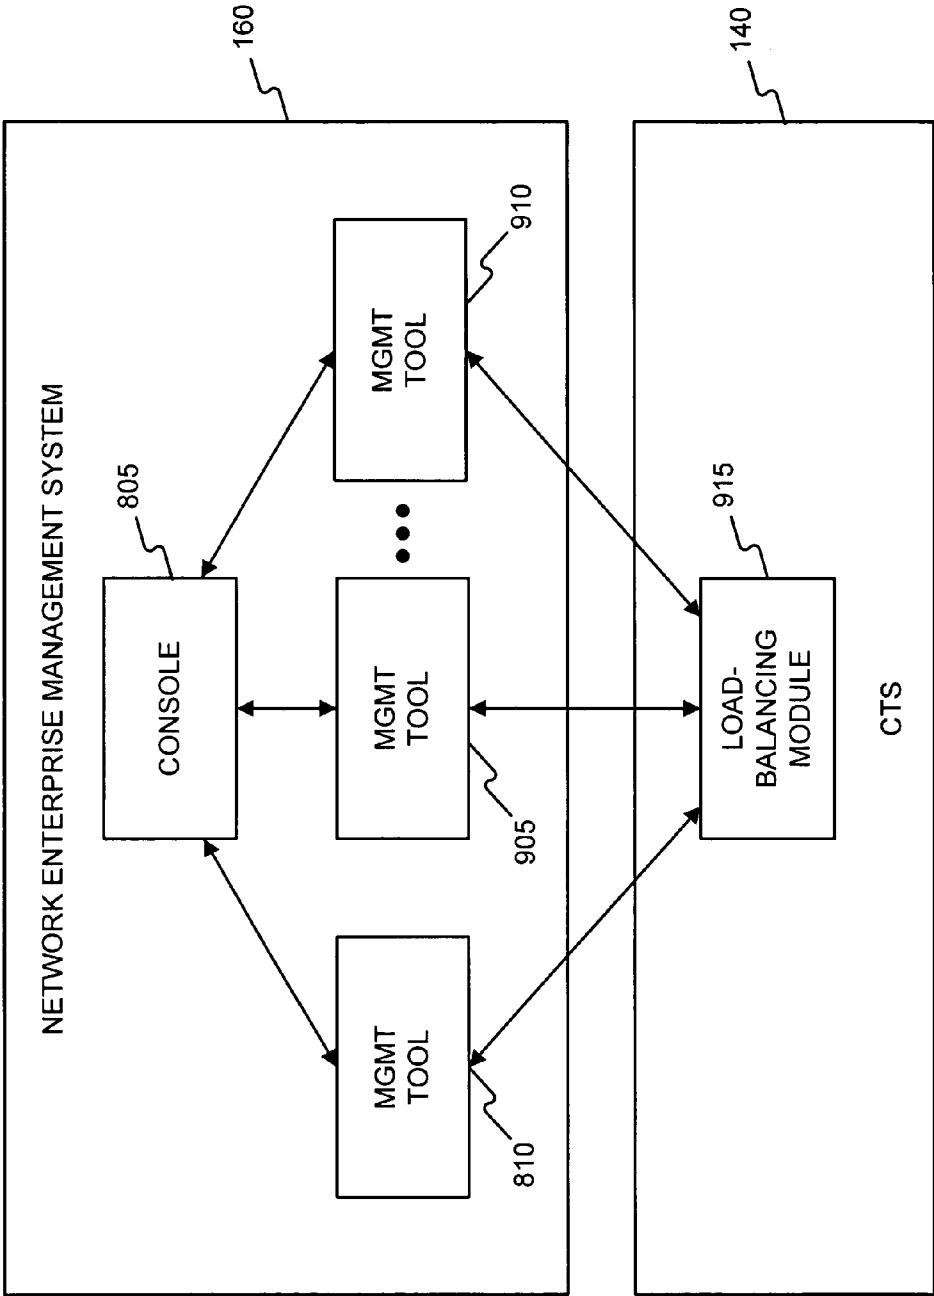 NETWORK ENTERPRISE MANAGEMENT SYSTEM
160
CONSOLE
805
MGMT
TOOL
810
MGMT
TOOL
905
MGMT
TOOL
910
140
LOAD-
BALANCING
MODULE
915
CTS